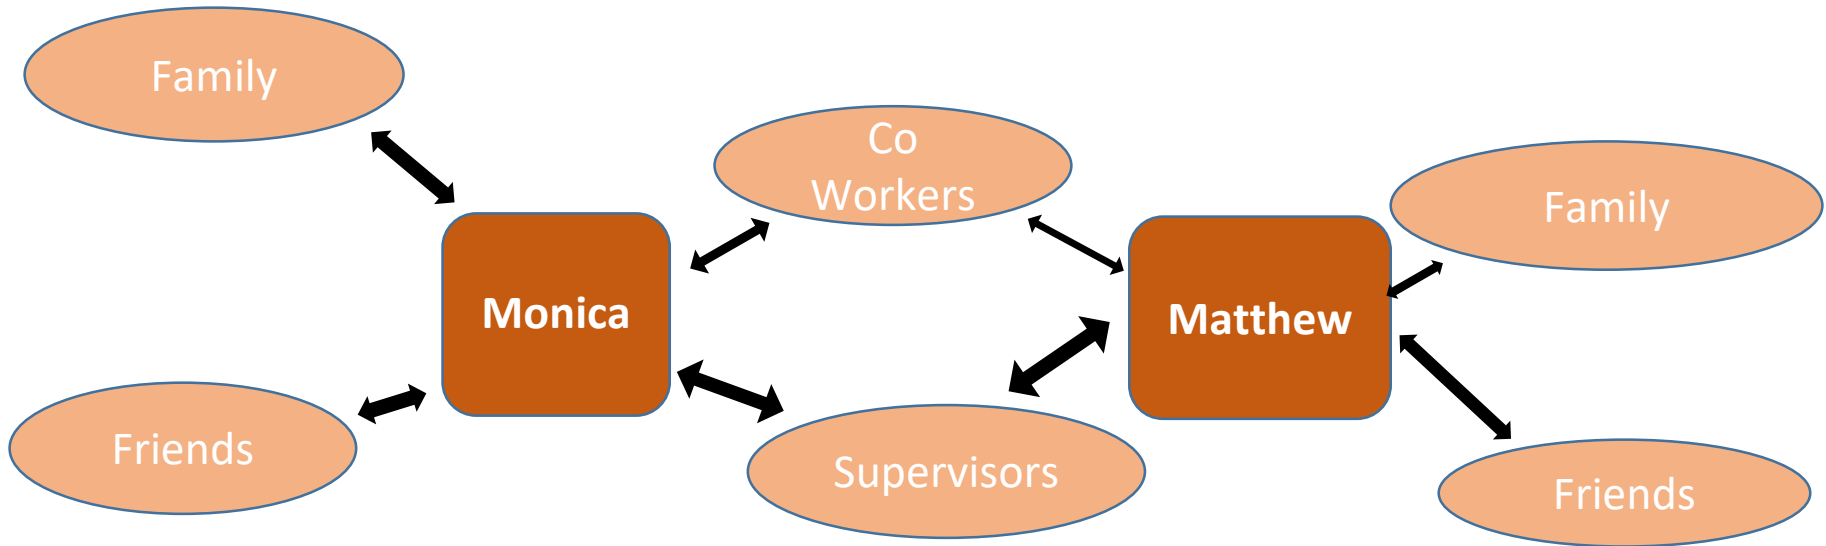 Family
Co
Workers
Family
Monica
Matthew
Friends
Supervisors
Friends